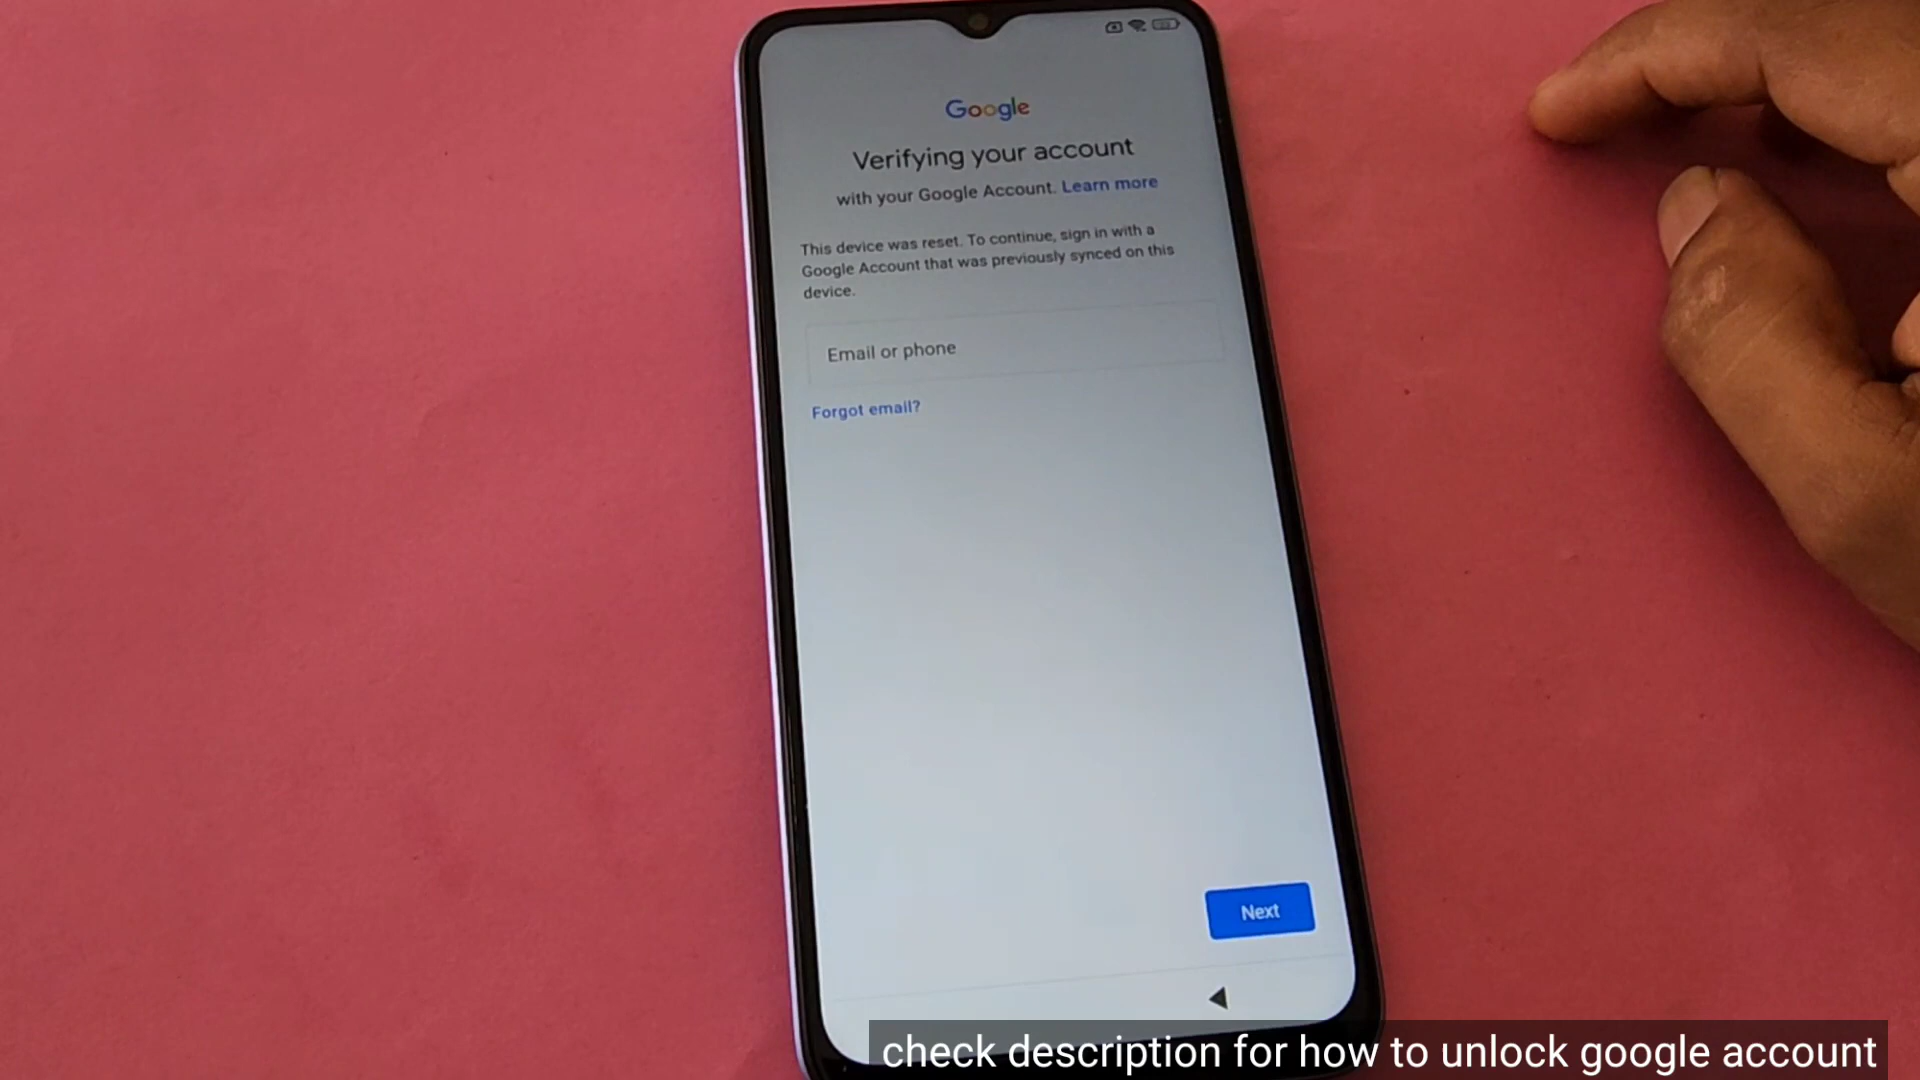 Google
Verifying your account
with your Google Account. Learn more
This device was reset. To continue, sign in with a
Google Account that was previously synced on this
device.
Email or phone
Forgot email?
Next
check description for how to unlock google account